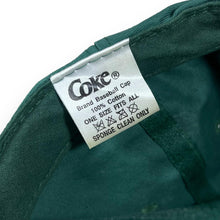 Coke®
Brand Baseball Cap
100% Cotton
ONE SIZE FITS ALL
SPONGE CLEAN ONLY